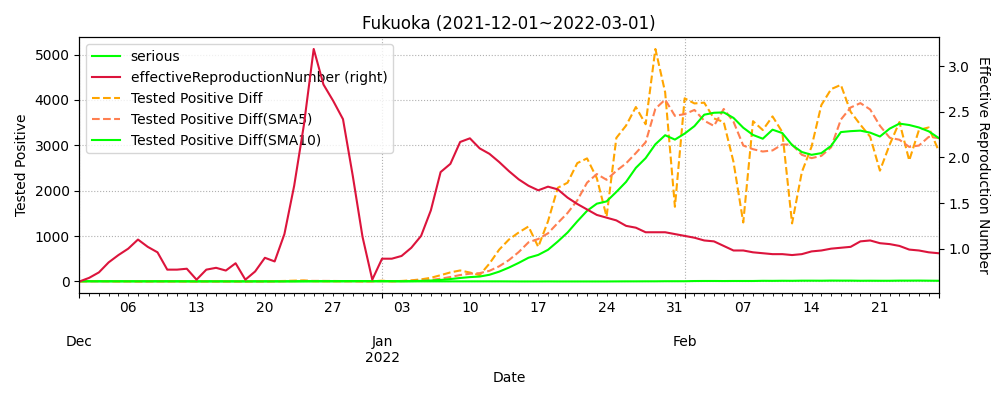 Fukuoka (2021-12-01~2022-03-01)
serious
effectiveReproductionNumber (right)
Tested Positive Diff
Tested Positive Diff(SMA5)
Tested Positive Diff(SMA10)
Tested Positive
5000
4000
3000
2000
1000
0
Effective Reproduction Number
3.0
2.5
2.0
1.5
1.0
06 13 20 27 03 10 17 24 31 07 14 21
Dec Jan Feb
2022
Date